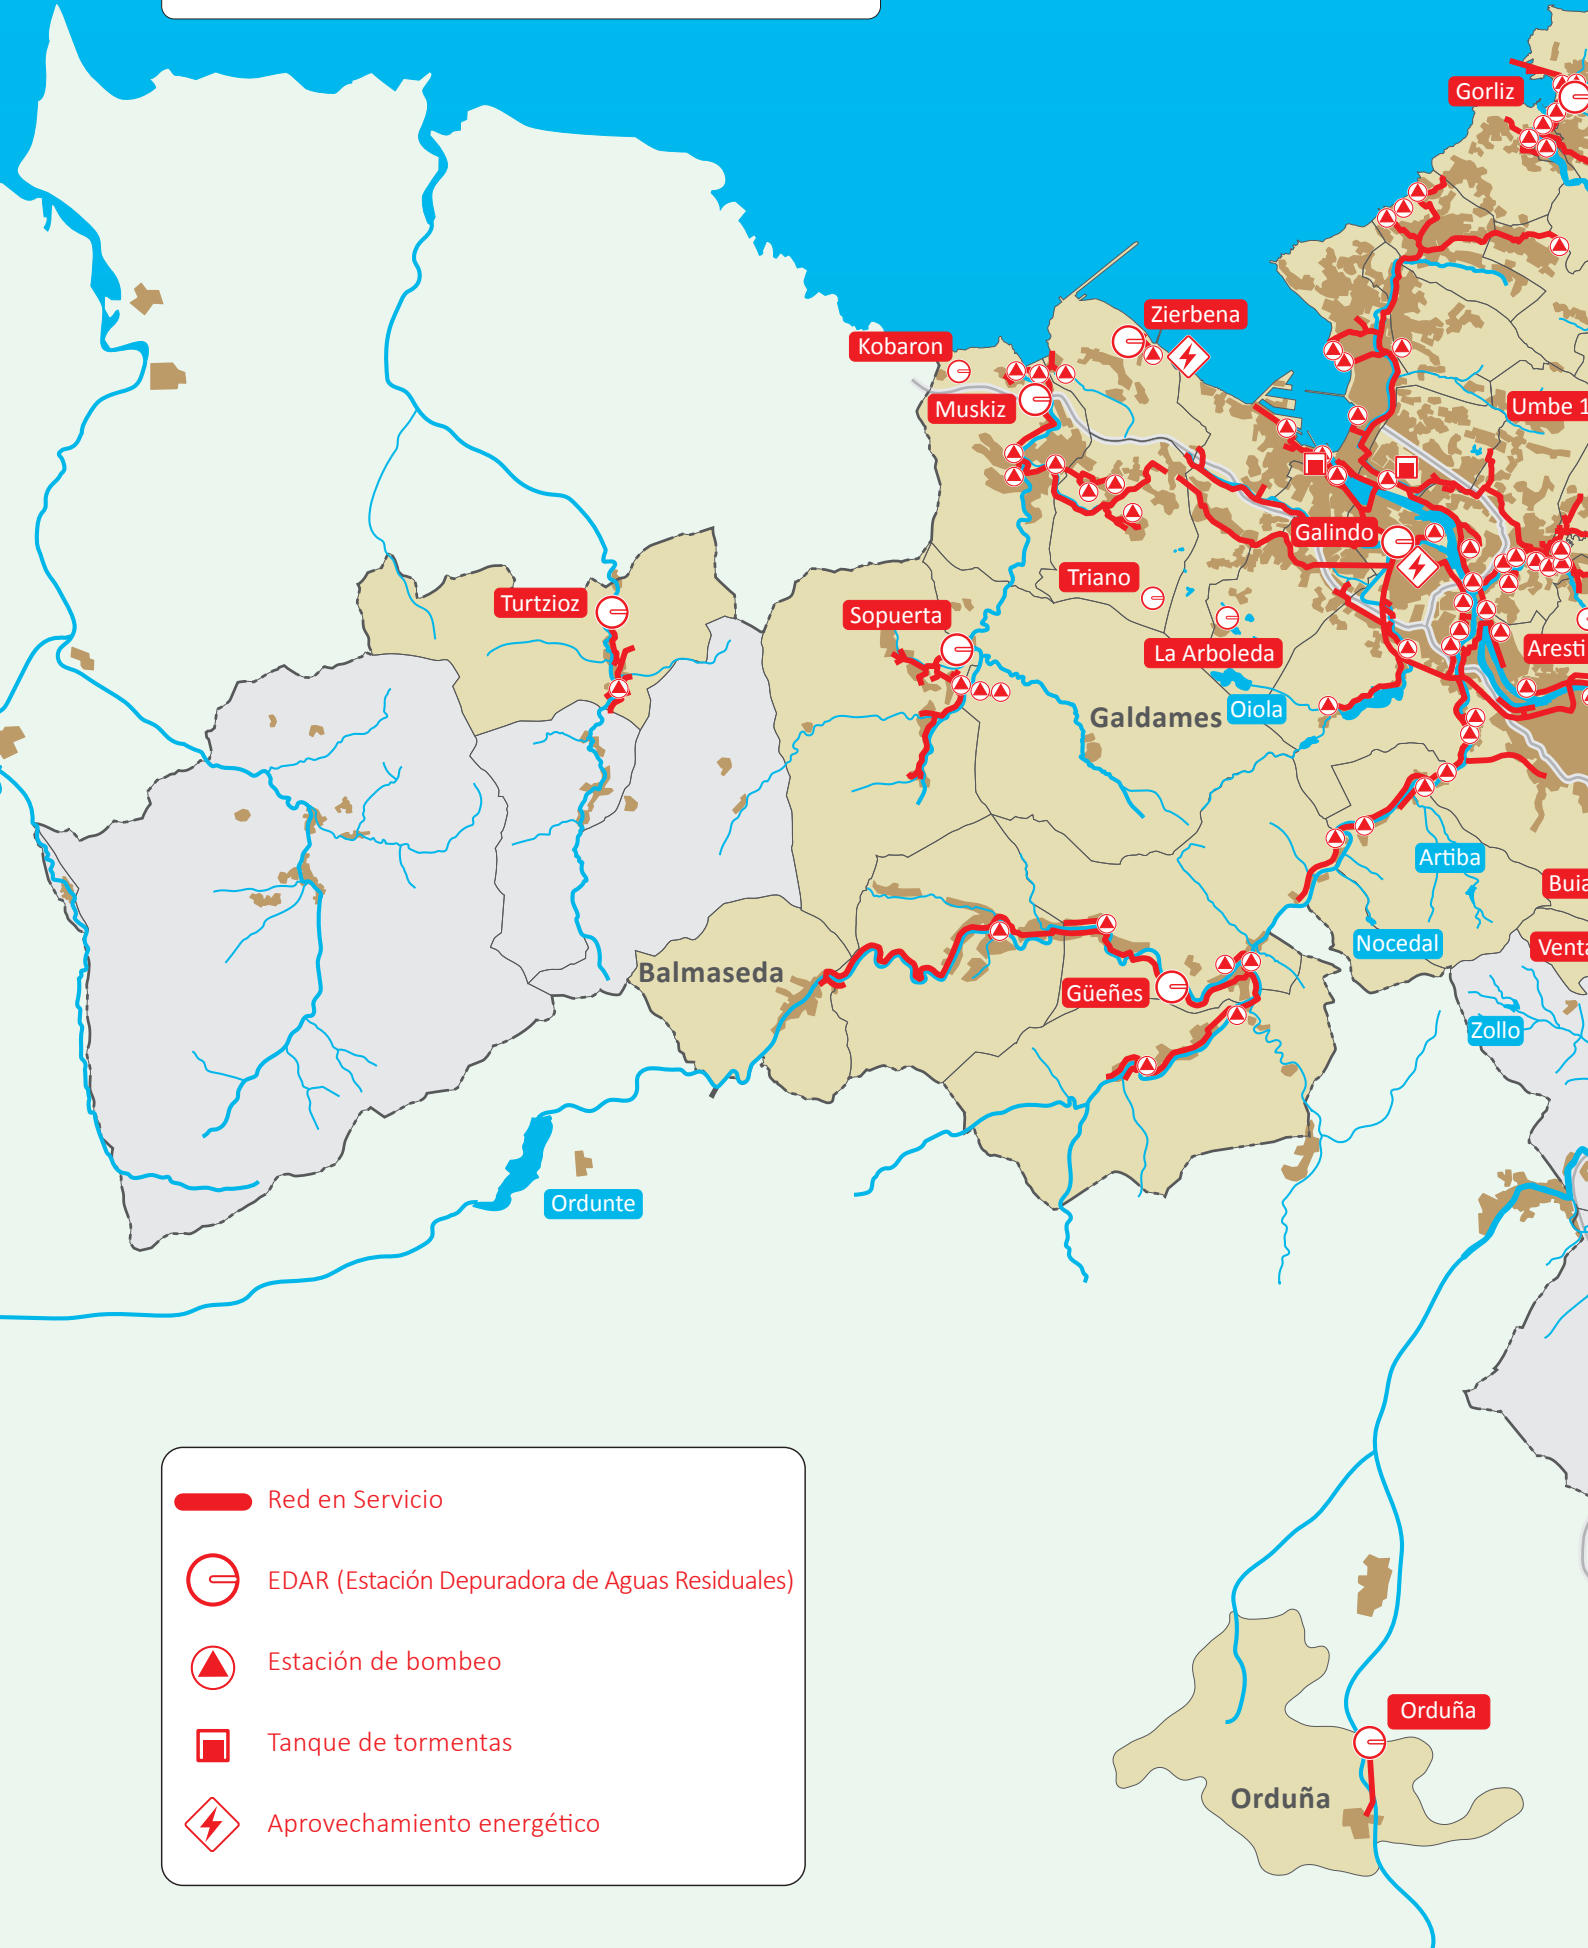 Gorliz
Zierbena
Kobaron
Muskiz
Umbe 1
Galindo
Triano
Turtzioz
Sopuerta
La Arboleda
Aresti
Galdames
Oiola
Artiba
Buia
Nocedal
Venta
Balmaseda
Güeñes
Zollo
Ordunte
Red en Servicio
EDAR (Estación Depuradora de Aguas Residuales)
Estación de bombeo
Tanque de tormentas
Aprovechamiento energético
Orduña
Orduña